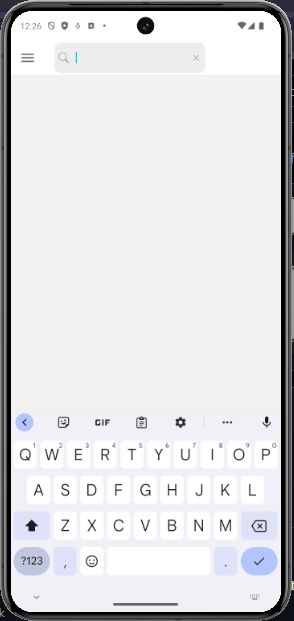 12:26
GIF
Q1 W2 E3 R4 T5 Y6 U7 I8 O9 P0
A S D F G H J K L
Z X C V B N M
?123 , .